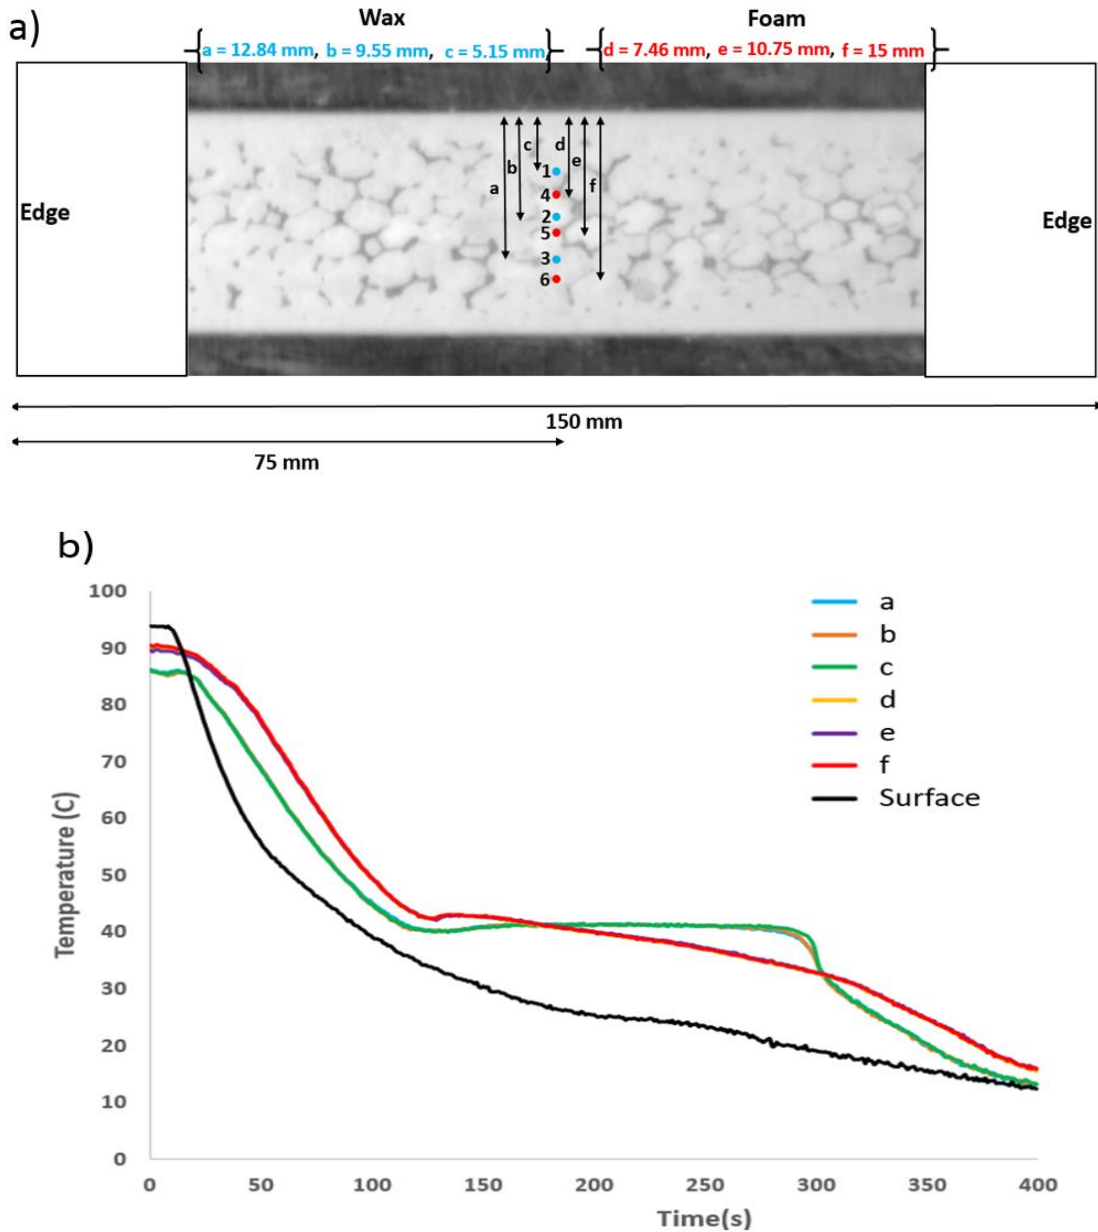 a)
Wax
Foam
a = 12.84 mm, b = 9.55 mm, c = 5.15 mm
d = 7.46 mm, e = 10.75 mm, f = 15 mm
Edge
Edge
a
b
c
d
e
f
1
4
2
5
3
6
150 mm
75 mm
b)
Temperature (C)
100
90
80
70
60
50
40
30
20
10
0
0 50 100 150 200 250 300 350 400
Time(s)
a
b
c
d
e
f
Surface